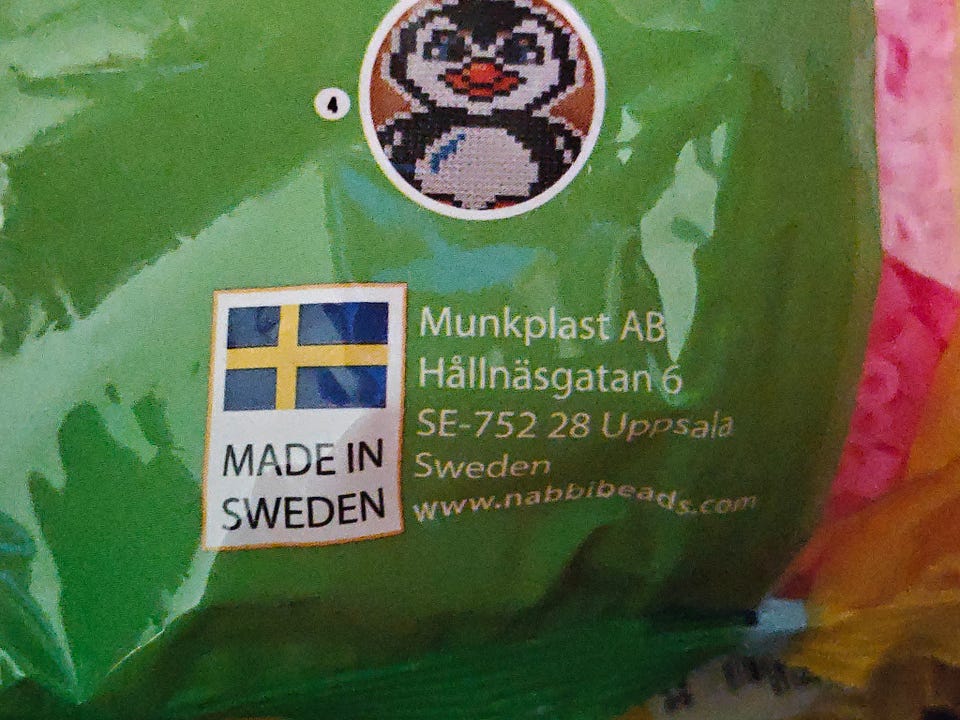 4
MADE IN
SWEDEN
Munkplast AB
Hållnäsgatan 6
SE-752 28 Uppsala
Sweden
www.nabbibeads.com